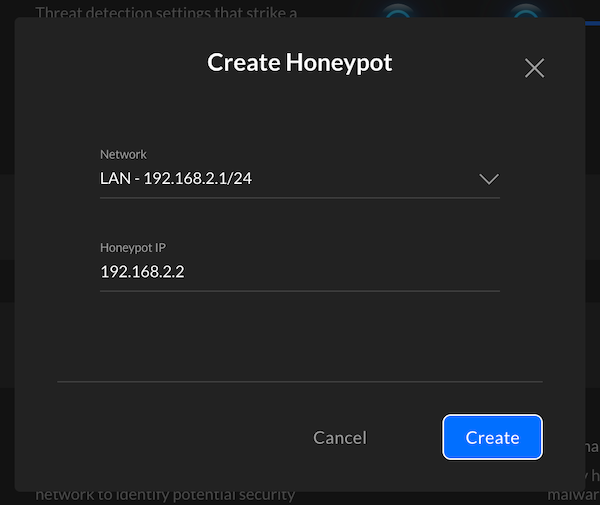 Threat detection settings that strike a
Create Honeypot
Network
LAN - 192.168.2.1/24
Honeypot IP
192.168.2.2
Cancel
Create
network to identify potential security
malwar